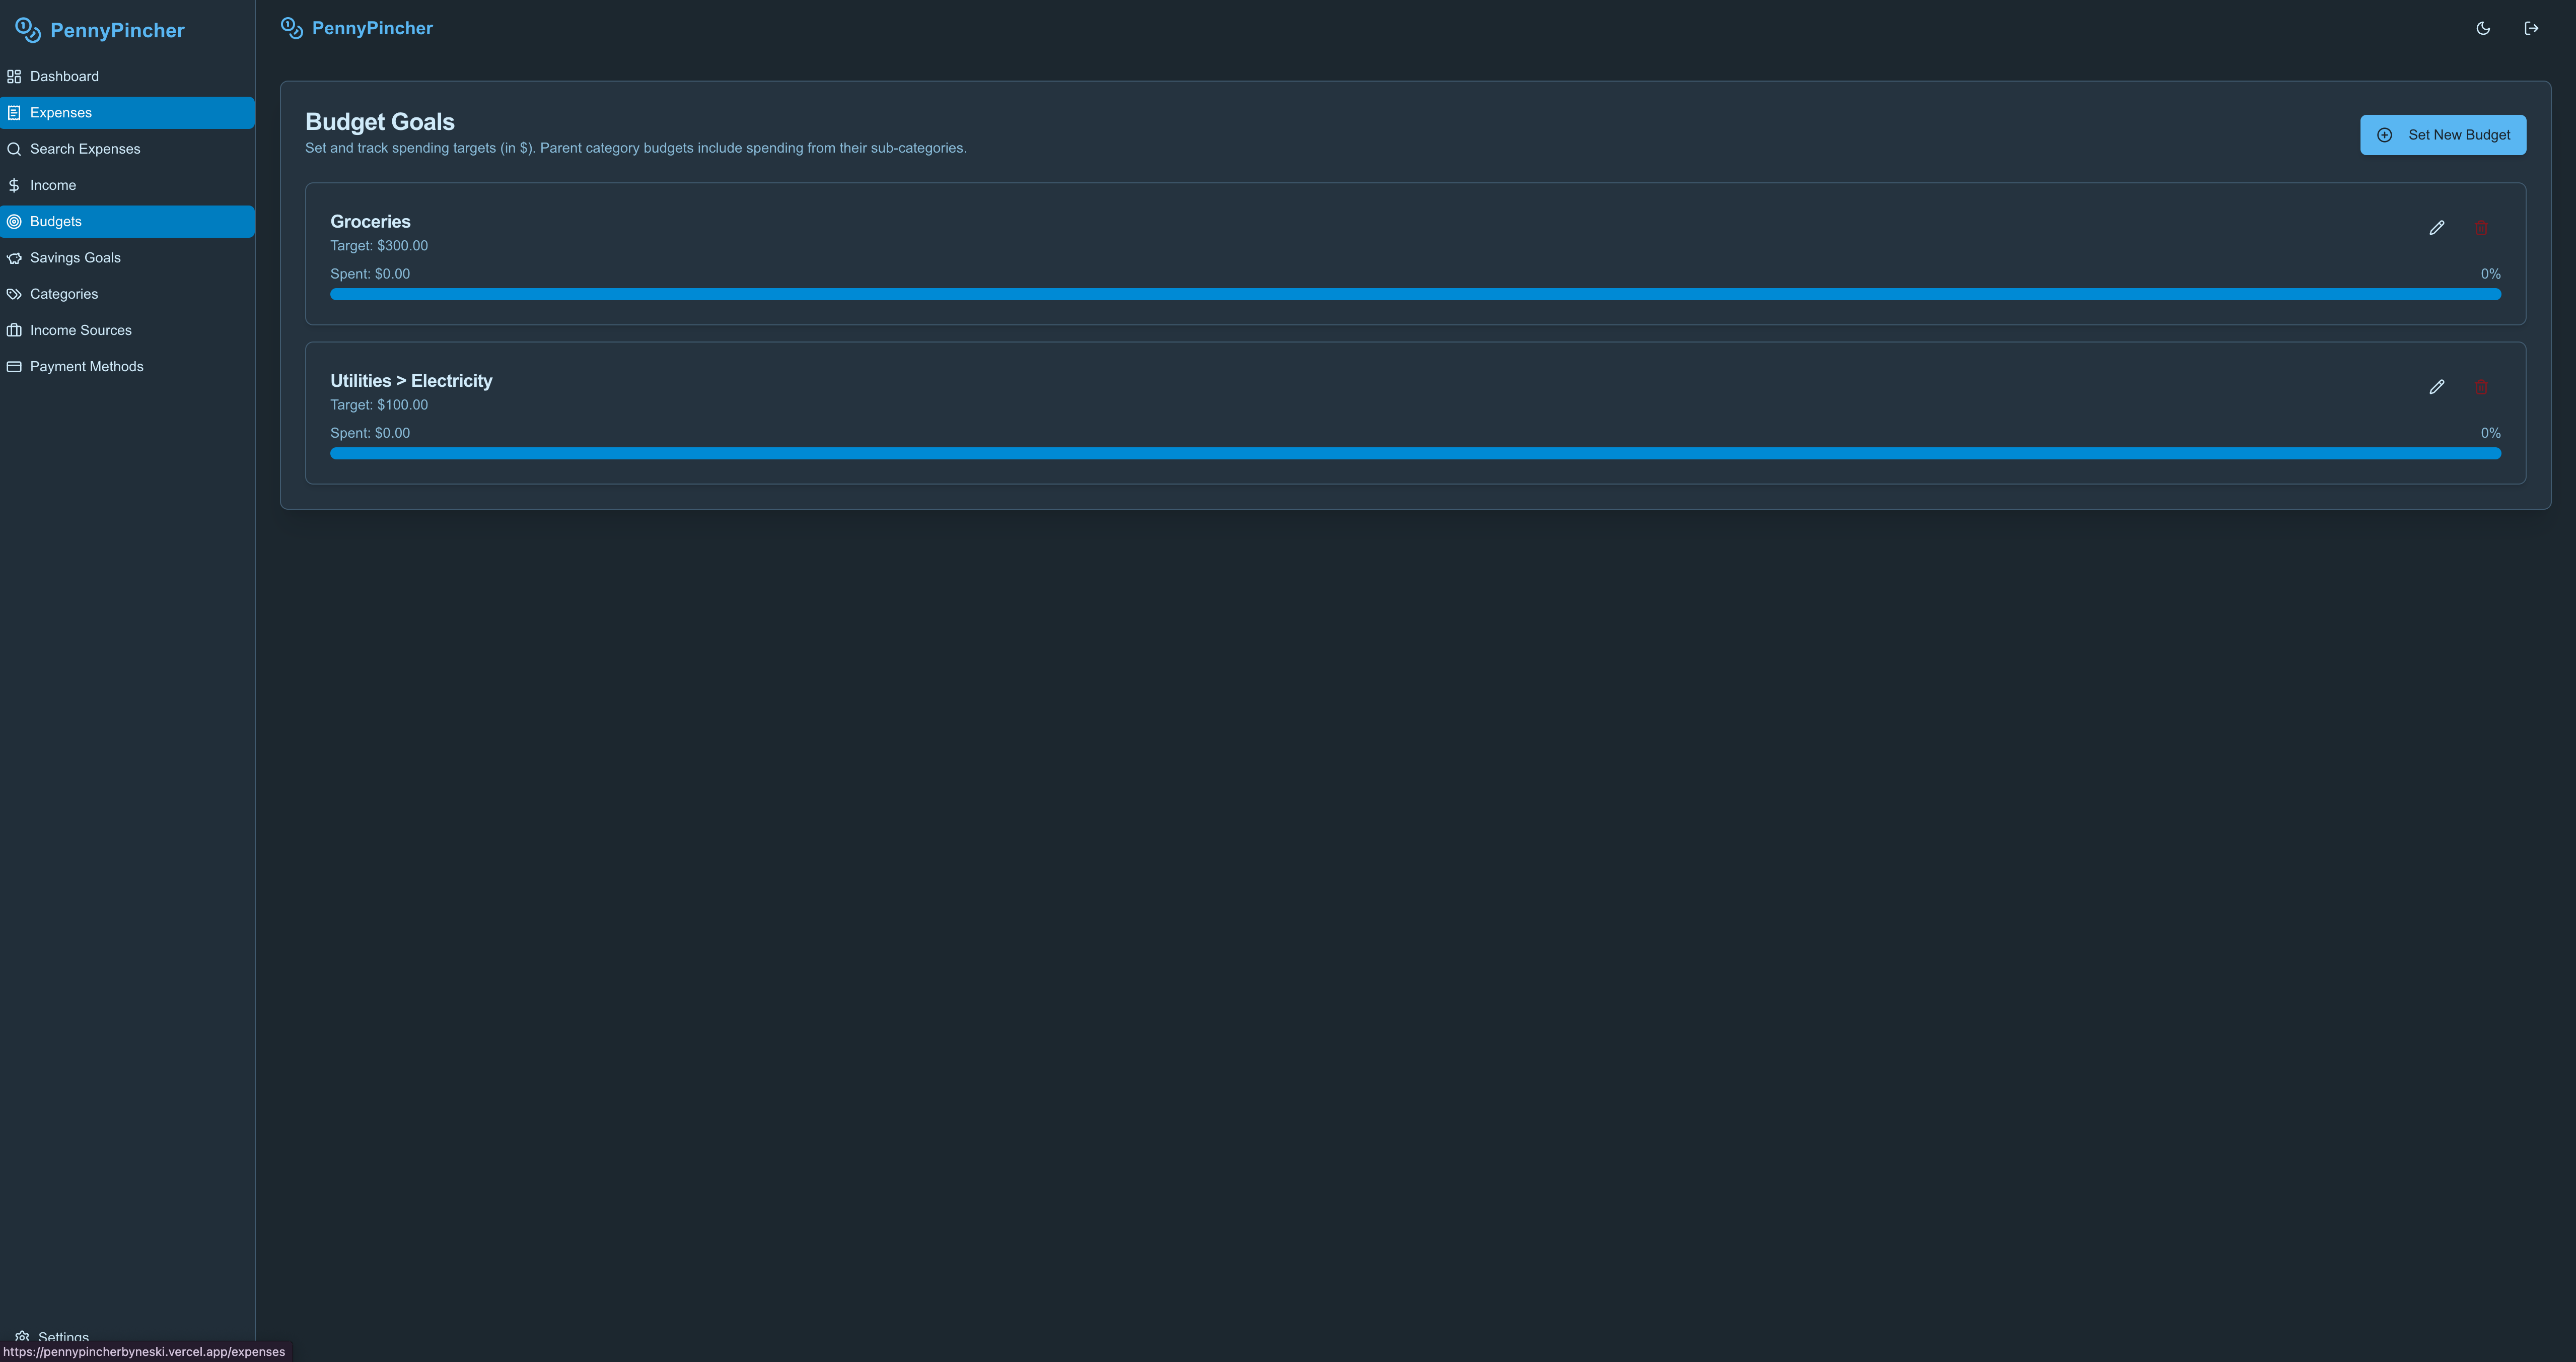 PennyPincher
Dashboard
Expenses
Search Expenses
Income
Budgets
Savings Goals
Categories
Income Sources
Payment Methods
Settings
https://pennypincherbyneski.vercel.app/expenses
PennyPincher
Budget Goals
Set and track spending targets (in $). Parent category budgets include spending from their sub-categories.
Set New Budget
Groceries
Target: $300.00
Spent: $0.00 0%
Utilities > Electricity
Target: $100.00
Spent: $0.00 0%